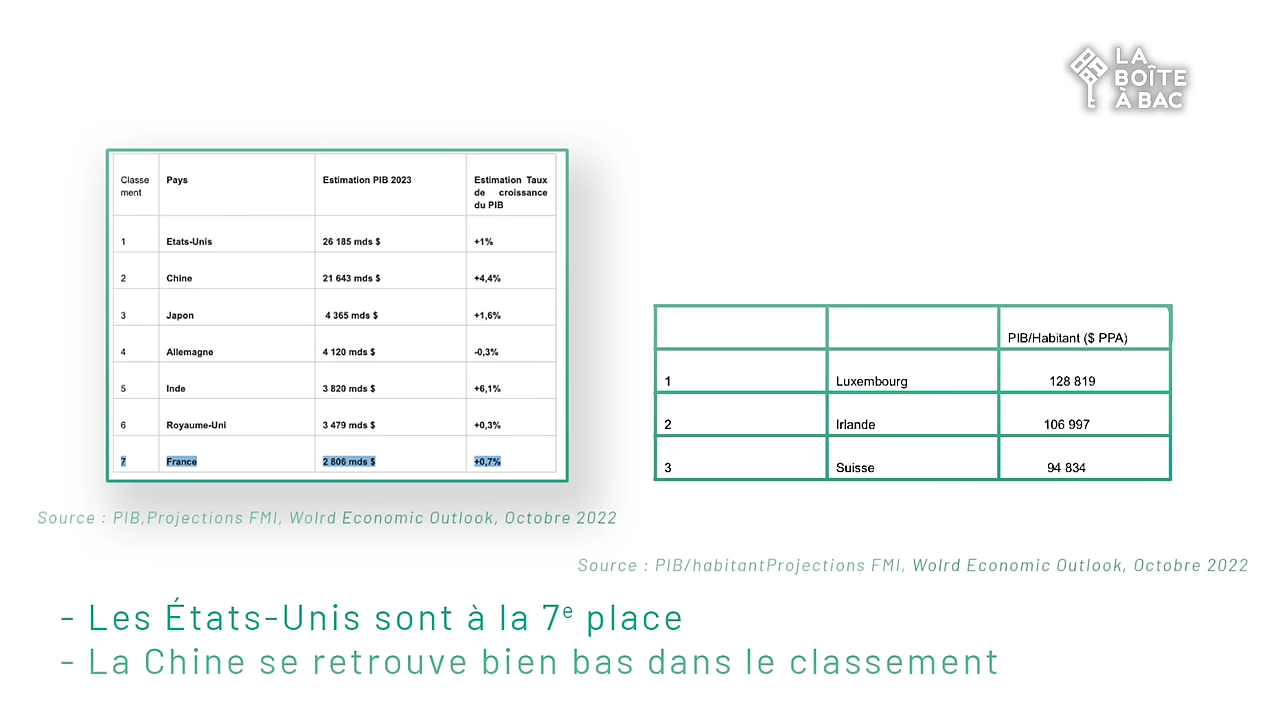 LA
BOÎTE
À BAC
Classe Pays Estimation PIB 2023 Estimation Taux
ment de croissance
du PIB
1 Etats-Unis 26 185 mds $ +1%
2 Chine 21 643 mds $ +4,4%
3 Japon 4 365 mds $ +1,6%
4 Allemagne 4 120 mds $ -0,3%
5 Inde 3 820 mds $ +6,1%
6 Royaume-Uni 3 479 mds $ +0,3%
7 France 2 806 mds $ +0,7%
PIB/Habitant ($ PPA)
1 Luxembourg 128 819
2 Irlande 106 997
3 Suisse 94 834
Source : PIB,Projections FMI, Wolrd Economic Outlook, Octobre 2022
Source : PIB/habitantProjections FMI, Wolrd Economic Outlook, Octobre 2022
- Les États-Unis sont à la 7e place
- La Chine se retrouve bien bas dans le classement